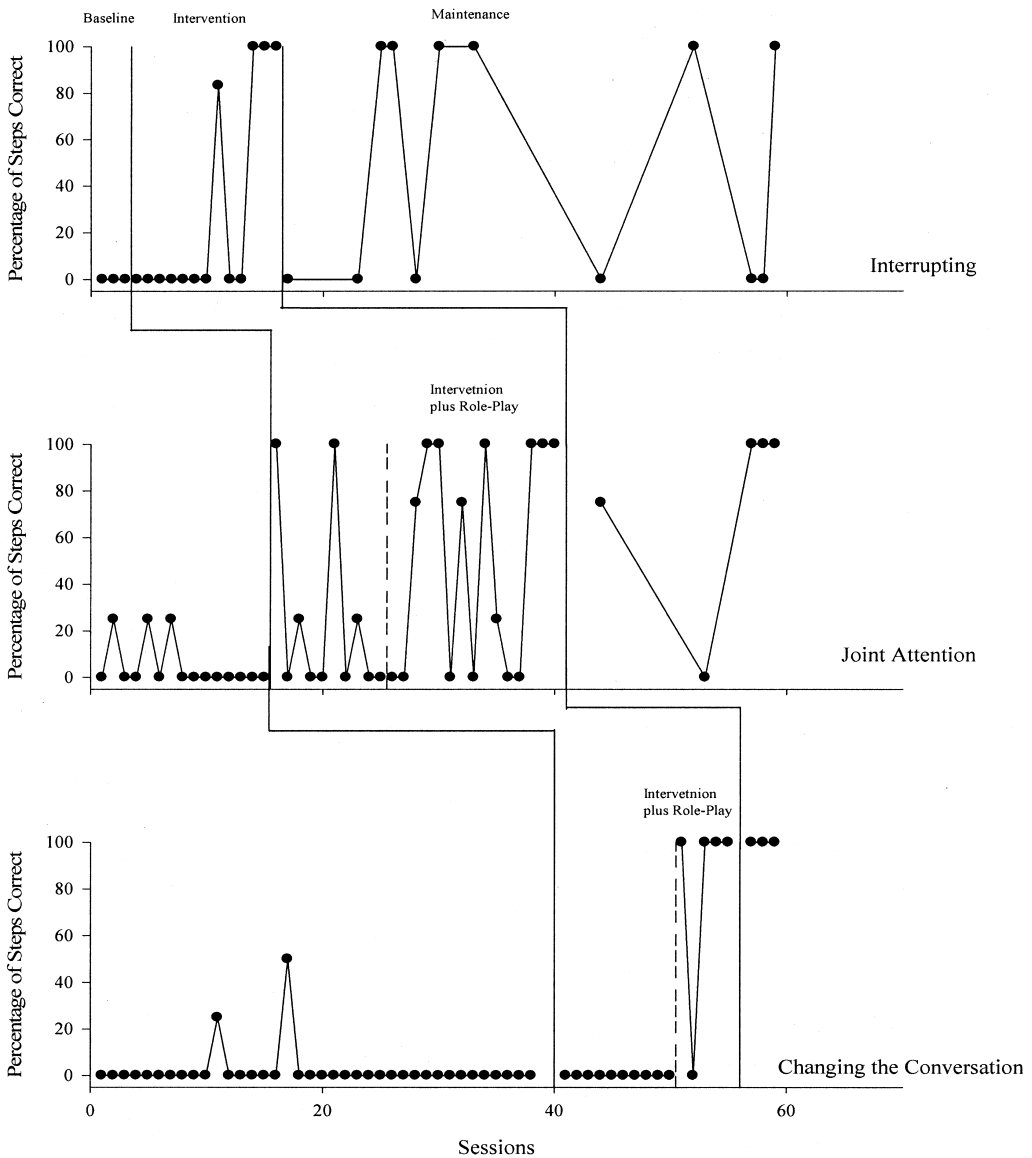 Baseline
Intervention
Maintenance
Percentage of Steps Correct
100
80
60
40
20
0
Interrupting
Intervetnion
plus Role-Play
Percentage of Steps Correct
100
80
60
40
20
0
Joint Attention
Intervetnion
plus Role-Play
Percentage of Steps Correct
100
80
60
40
20
0
Changing the Conversation
0
20
40
60
Sessions